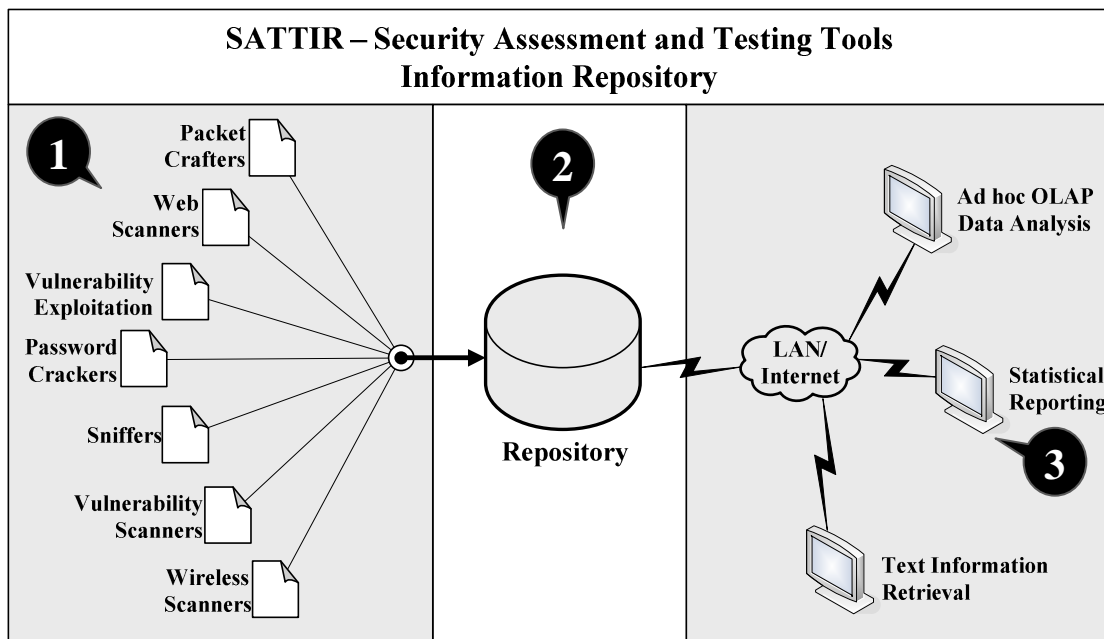 SATTIR – Security Assessment and Testing Tools
Information Repository
1
Packet
Crafters
Web
Scanners
Vulnerability
Exploitation
Password
Crackers
Sniffers
Vulnerability
Scanners
Wireless
Scanners
2
Repository
LAN/
Internet
Ad hoc OLAP
Data Analysis
Statistical
Reporting
3
Text Information
Retrieval